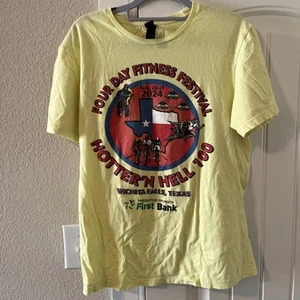 FOUR DAY FITNESS FESTIVAL
2024
HOTTER'N HELL 100
WICHITA FALLS, TEXAS
First Bank